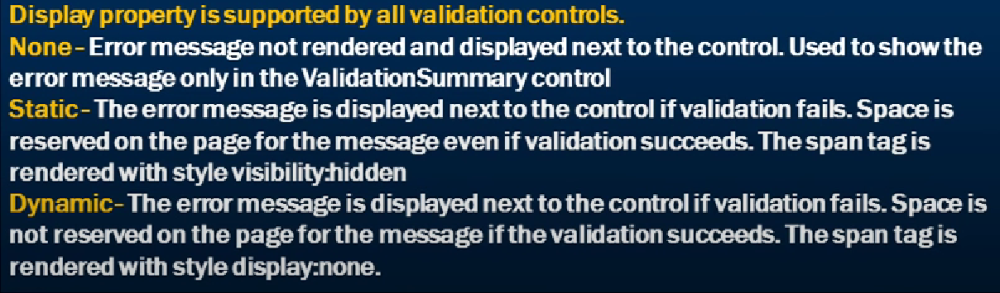 Display property is supported by all validation controls.
None - Error message not rendered and displayed next to the control. Used to show the
error message only in the ValidationSummary control
Static - The error message is displayed next to the control if validation fails. Space is
reserved on the page for the message even if validation succeeds. The span tag is
rendered with style visibility:hidden
Dynamic - The error message is displayed next to the control if validation fails. Space is
not reserved on the page for the message if the validation succeeds. The span tag is
rendered with style display:none.